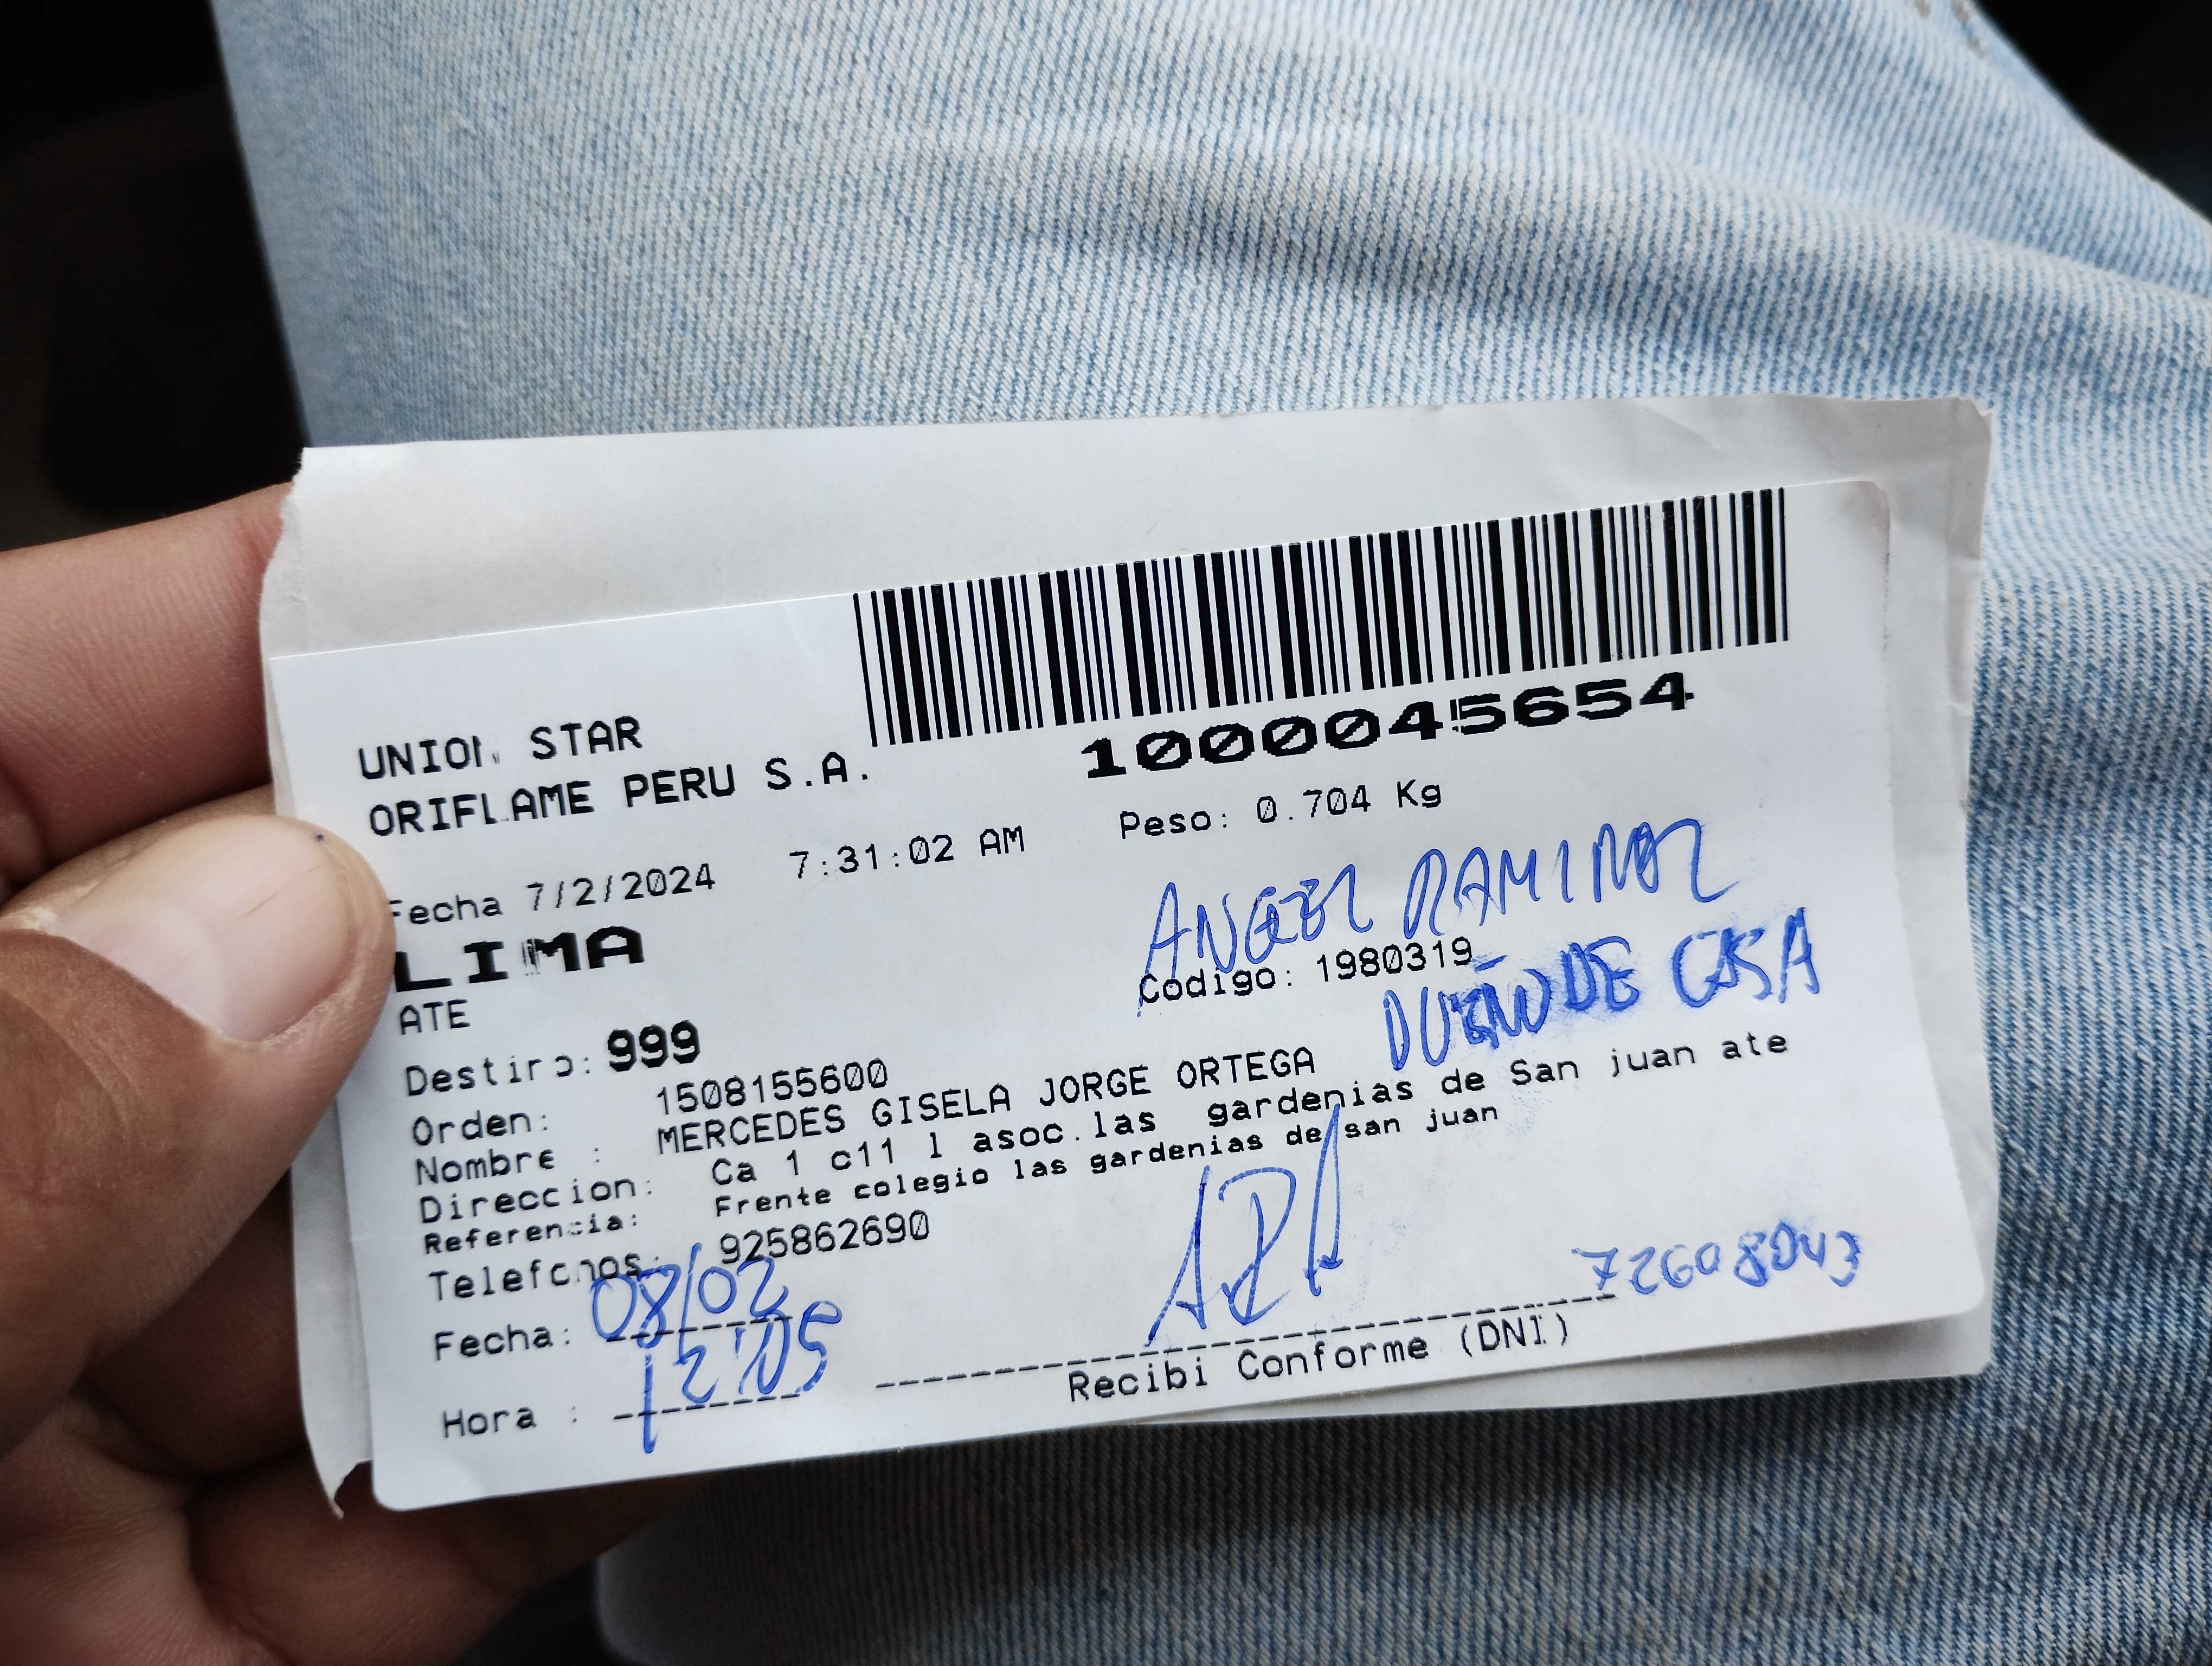 1000045654
UNION STAR
ORIFLAME PERU S.A.
Peso: 0.704 Kg
Fecha 7/2/2024 7:31:02 AM
ANGEL RAMIREZ
LIMA
Codigo: 1980319
DUEÑO DE CASA
ATE
Destino: 999
Orden: 1508155600
Nombre : MERCEDES GISELA JORGE ORTEGA
Direccion: Ca 1 c11 l asoc.las gardenias de San juan ate
Referencia: Frente colegio las gardenias de san juan
Telefonos: 925862690
Fecha: 08/02
72608043
Hora : 12:05
Recibi Conforme (DNI)